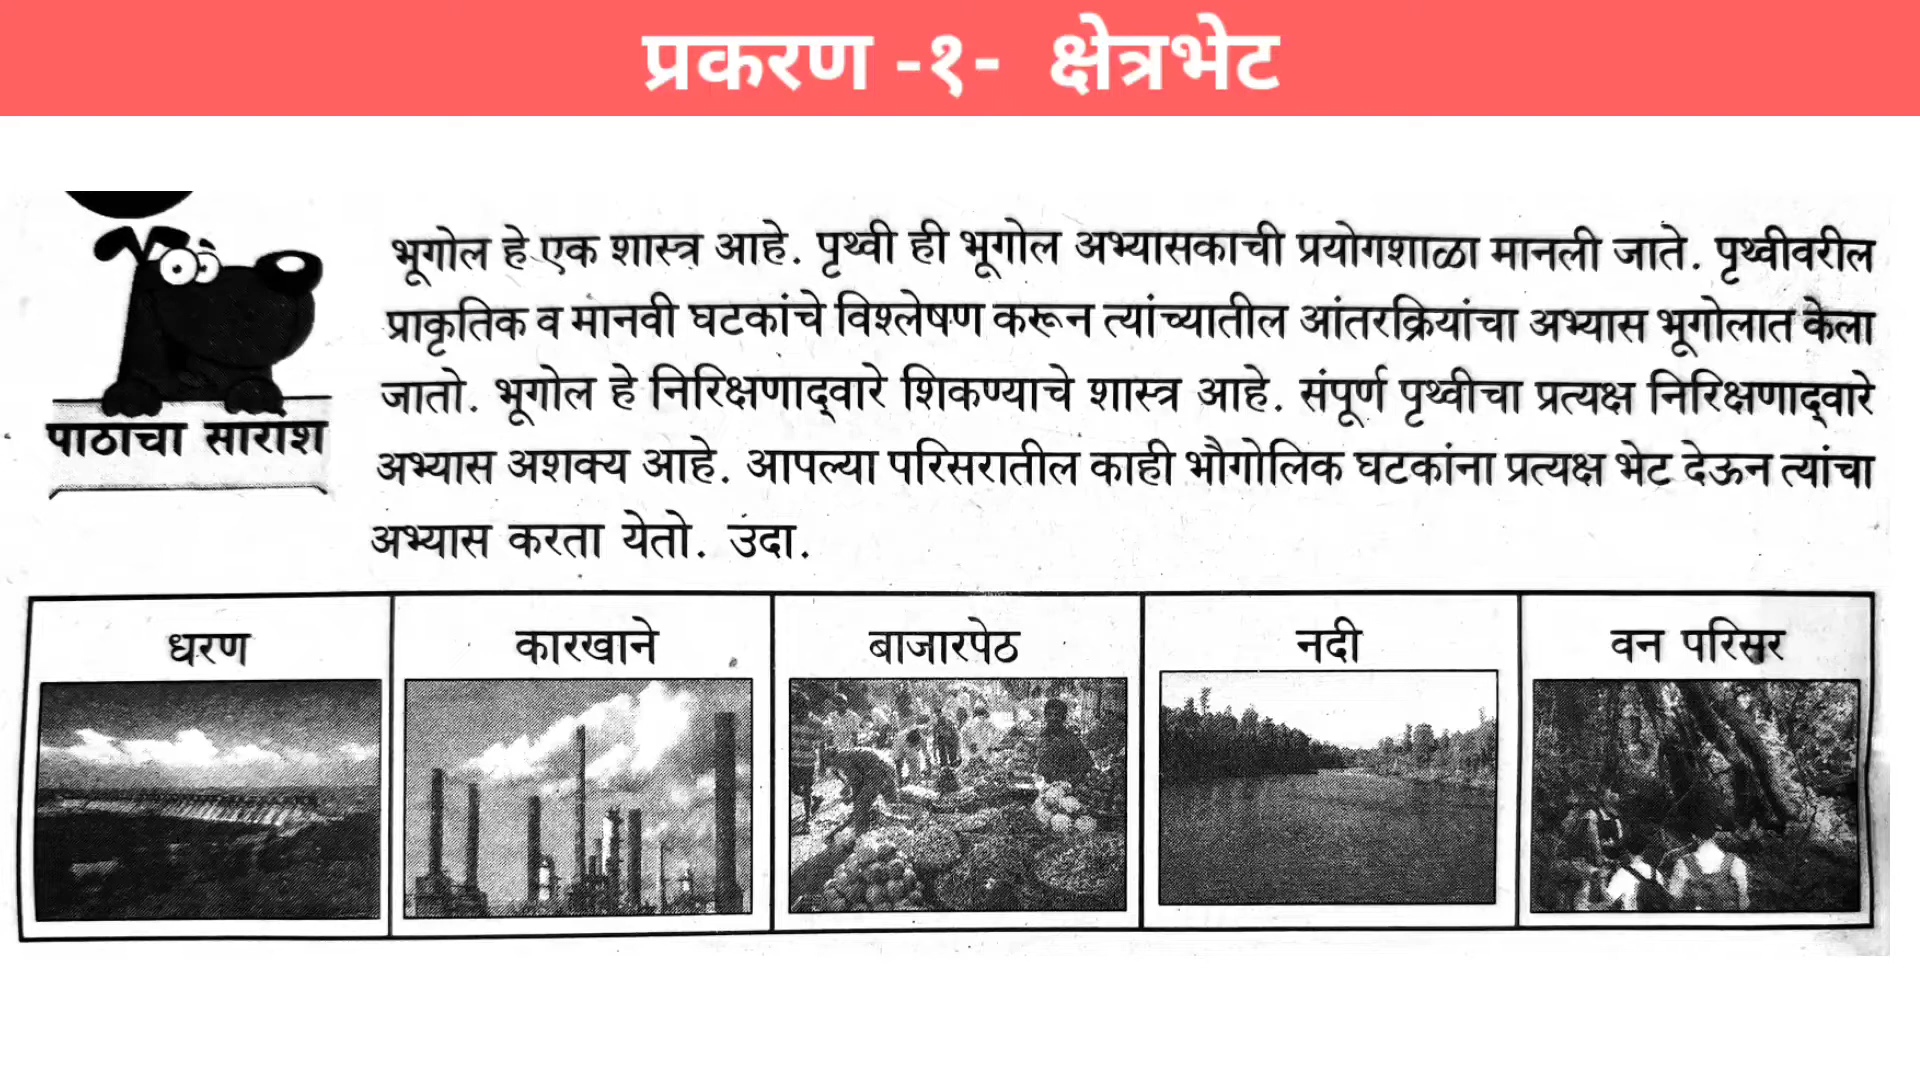 प्रकरण -१- क्षेत्रभेट
भूगोल हे एक शास्त्र आहे. पृथ्वी ही भूगोल अभ्यासकाची प्रयोगशाळा मानली जाते. पृथ्वीवरील
प्राकृतिक व मानवी घटकांचे विश्लेषण करून त्यांच्यातील आंतरक्रियांचा अभ्यास भूगोलात केला
जातो. भूगोल हे निरिक्षणाद्वारे शिकण्याचे शास्त्र आहे. संपूर्ण पृथ्वीचा प्रत्यक्ष निरिक्षणाद्वारे
पाठाचा सारांश
अभ्यास अशक्य आहे. आपल्या परिसरातील काही भौगोलिक घटकांना प्रत्यक्ष भेट देऊन त्यांचा
अभ्यास करता येतो. उंदा.
धरण
कारखाने
बाजारपेठ
नदी
वन परिसर